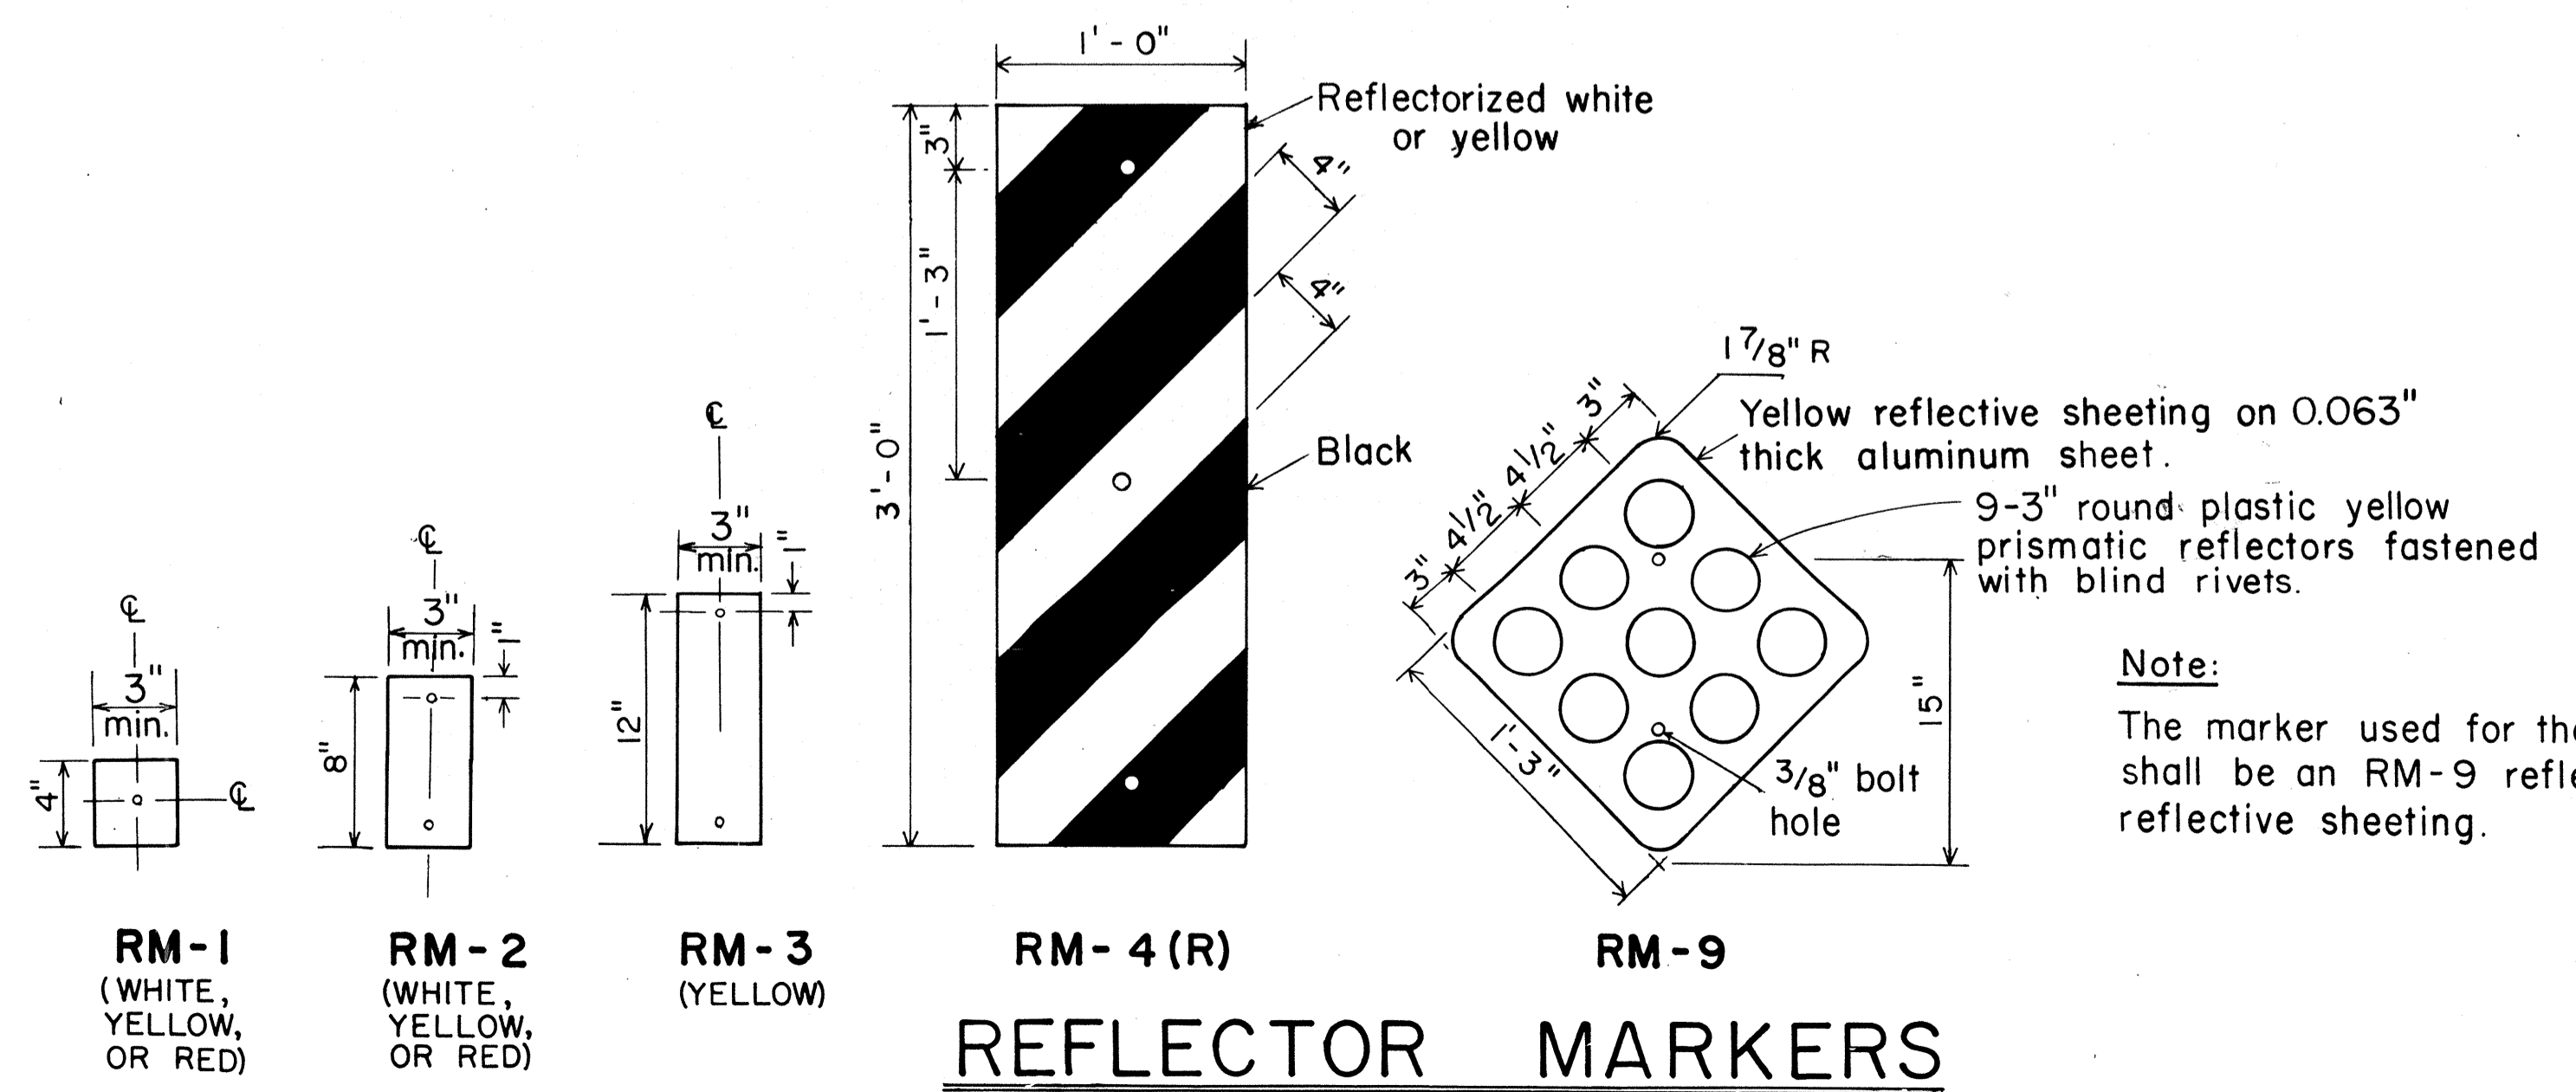 ℄
3"
min.
4"
℄
RM-1
(WHITE,
YELLOW,
OR RED)
℄
3"
min.
1"
8"
RM-2
(WHITE,
YELLOW,
OR RED)
℄
3"
min.
1"
12"
RM-3
(YELLOW)
1'-0"
3"
1'-3"
3'-0"
Reflectorized white
or yellow
4"
4"
Black
RM-4(R)
1 7/8" R
3"
4 1/2"
4 1/2"
3"
Yellow reflective sheeting on 0.063"
thick aluminum sheet.
9-3" round plastic yellow
prismatic reflectors fastened
with blind rivets.
15"
1'-3"
3/8" bolt
hole
RM-9
Note:
The marker used for
shall be an RM-9
reflective sheeting.
REFLECTOR MARKERS